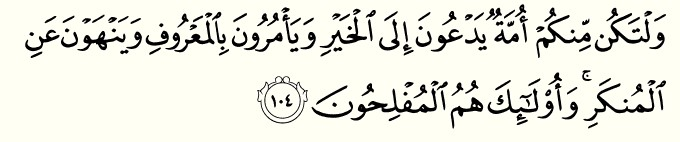 وَلْتَكُن مِّنكُمْ أُمَّةٌ يَدْعُونَ إِلَى ٱلْخَيْرِ وَيَأْمُرُونَ بِٱلْمَعْرُوفِ وَيَنْهَوْنَ عَنِ
ٱلْمُنكَرِ ۚ وَأُو۟لَـٰٓئِكَ هُمُ ٱلْمُفْلِحُونَ ١٠٤